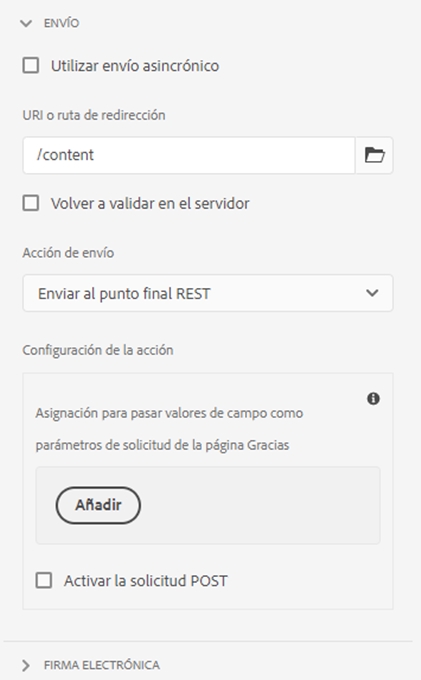 ENVÍO
Utilizar envío asincrónico
URI o ruta de redirección
/content
Volver a validar en el servidor
Acción de envío
Enviar al punto final REST
Configuración de la acción
Asignación para pasar valores de campo como
parámetros de solicitud de la página Gracias
Añadir
Activar la solicitud POST
FIRMA ELECTRÓNICA